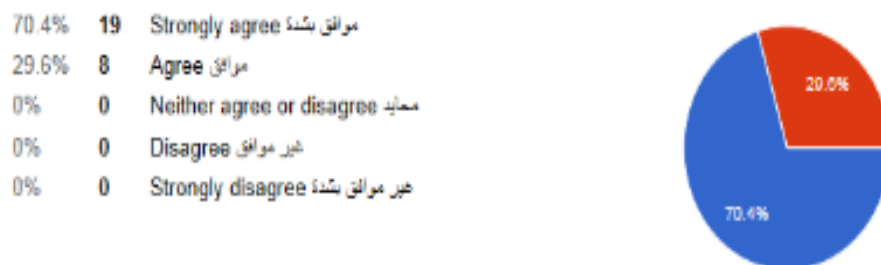 70.4% 19 Strongly agree موافق بشدة
29.6% 8 Agree موافق
0% 0 Neither agree or disagree محايد
0% 0 Disagree غير موافق
0% 0 Strongly disagree غير موافق بشدة
29.6%
70.4%